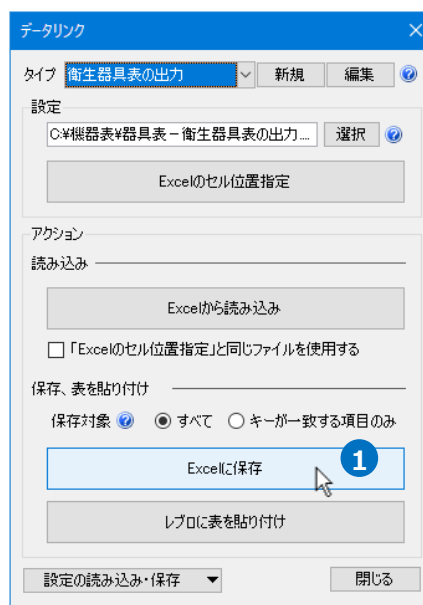 データリンク
タイプ 衛生器具表の出力 新規 編集
設定
C:¥機器表¥器具表－衛生器具表の出力... 選択
Excelのセル位置指定
アクション
読み込み
Excelから読み込み
「Excelのセル位置指定」と同じファイルを使用する
保存、表を貼り付け
保存対象 すべて キーが一致する項目のみ
Excelに保存 1
レブロに表を貼り付け
設定の読み込み・保存 閉じる